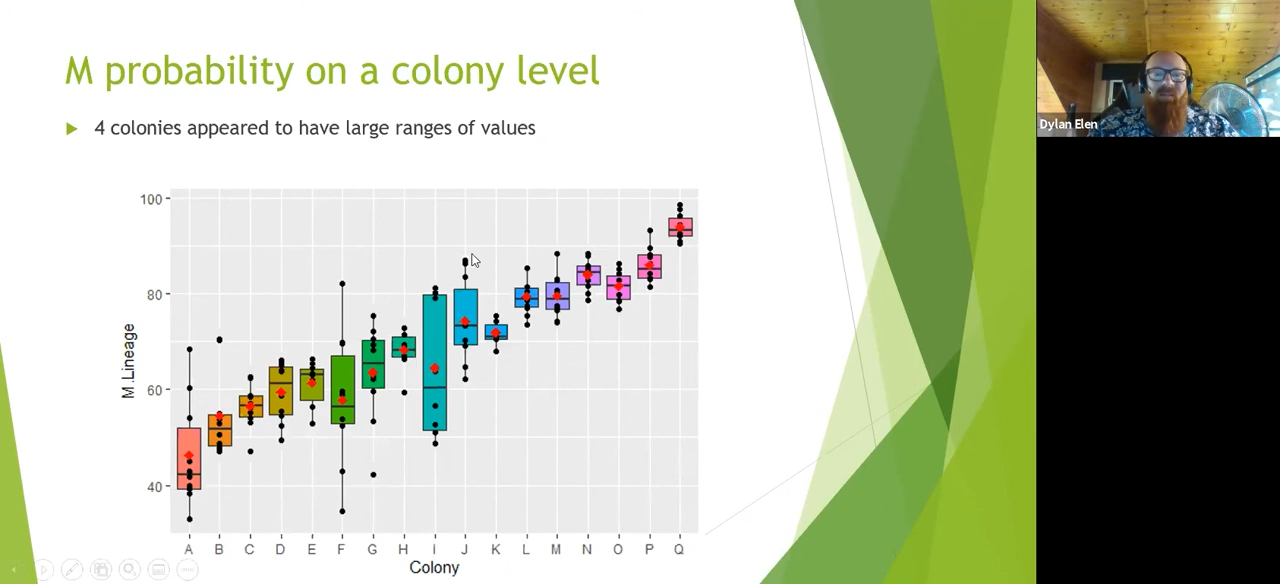 M probability on a colony level
4 colonies appeared to have large ranges of values
Dylan Elen
100
80
60
40
M.Lineage
A B C D E F G H I J K L M N O P Q
Colony